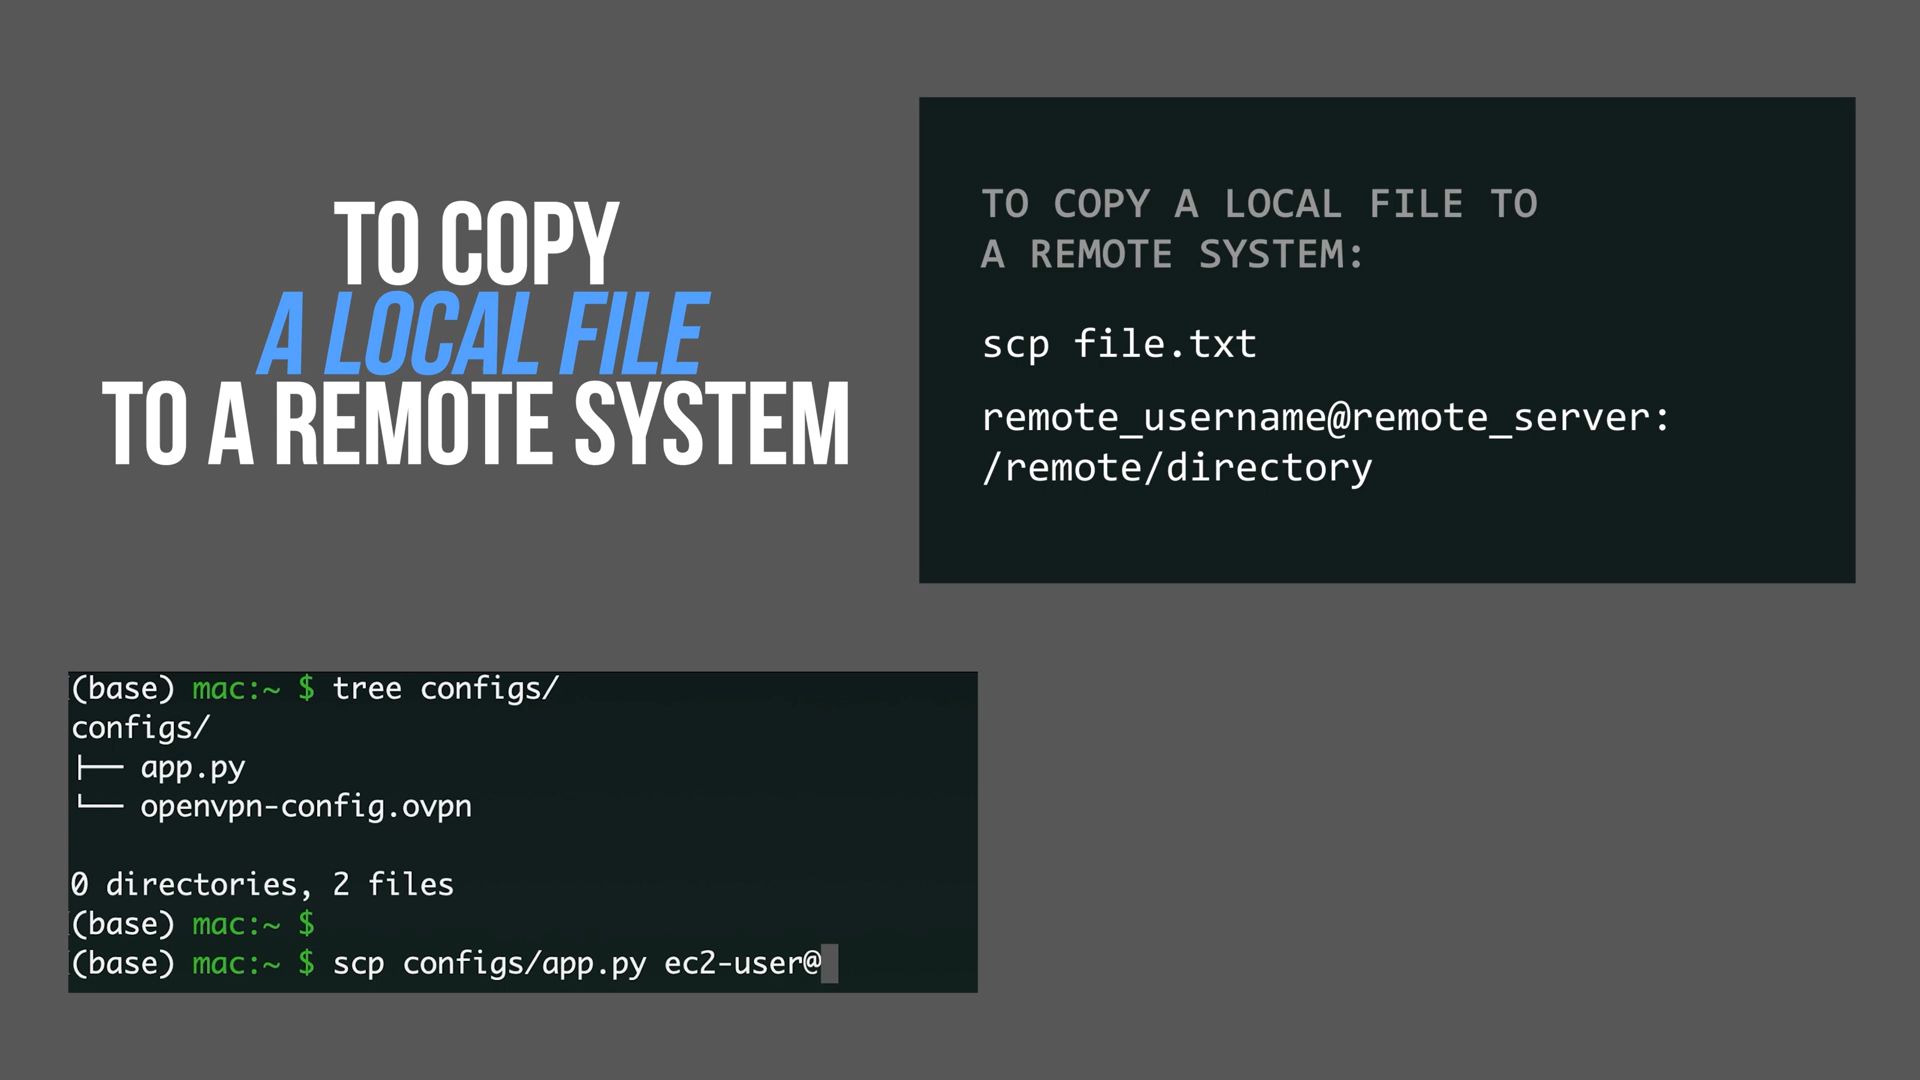 TO COPY
A LOCAL FILE
TO A REMOTE SYSTEM
TO COPY A LOCAL FILE TO
A REMOTE SYSTEM:
scp file.txt
remote_username@remote_server:
/remote/directory
(base) mac:~ $ tree configs/
configs/
├── app.py
└── openvpn-config.ovpn
0 directories, 2 files
(base) mac:~ $
(base) mac:~ $ scp configs/app.py ec2-user@